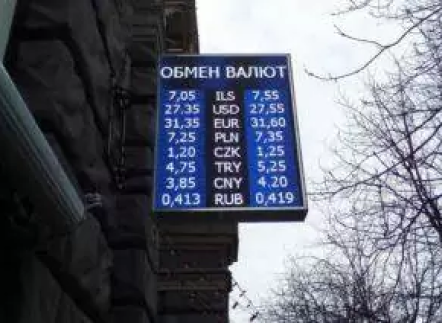 ОБМЕН ВАЛЮТ
7,05 ILS 7,55
27,35 USD 27,55
31,35 EUR 31,60
7,25 PLN 7,35
1,20 CZK 1,25
4,75 TRY 5,25
3,85 CNY 4.20
0,413 RUB 0,419